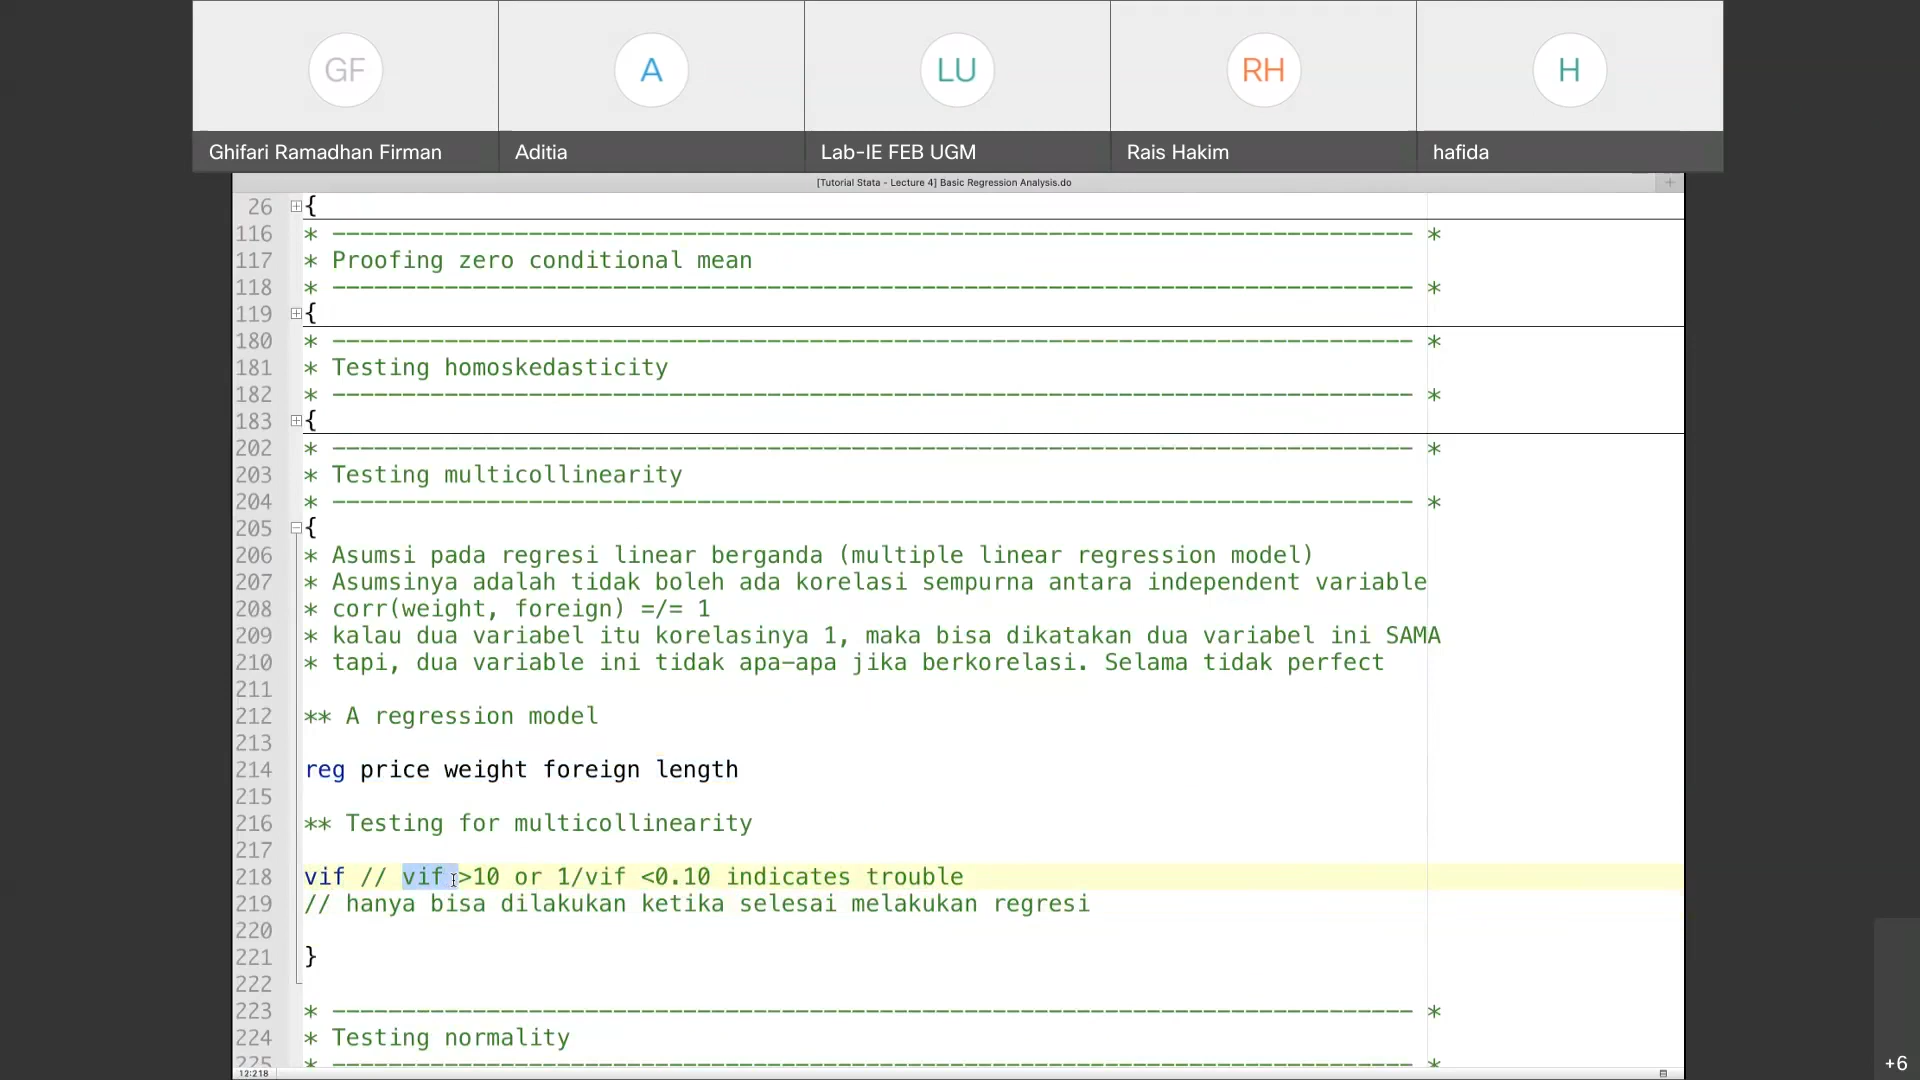 GF A LU RH H
Ghifari Ramadhan Firman Aditia Lab-IE FEB UGM Rais Hakim hafida
[Tutorial Stata - Lecture 4] Basic Regression Analysis.do +
26 {
116 * ----------------------------------------------------------------------------- *
117 * Proofing zero conditional mean
118 * ----------------------------------------------------------------------------- *
119 {
180 * ----------------------------------------------------------------------------- *
181 * Testing homoskedasticity
182 * ----------------------------------------------------------------------------- *
183 {
202 * ----------------------------------------------------------------------------- *
203 * Testing multicollinearity
204 * ----------------------------------------------------------------------------- *
205 {
206 * Asumsi pada regresi linear berganda (multiple linear regression model)
207 * Asumsinya adalah tidak boleh ada korelasi sempurna antara independent variable
208 * corr(weight, foreign) =/= 1
209 * kalau dua variabel itu korelasinya 1, maka bisa dikatakan dua variabel ini SAMA
210 * tapi, dua variable ini tidak apa-apa jika berkorelasi. Selama tidak perfect
211
212 ** A regression model
213
214 reg price weight foreign length
215
216 ** Testing for multicollinearity
217
218 vif // vif >10 or 1/vif <0.10 indicates trouble
219 // hanya bisa dilakukan ketika selesai melakukan regresi
220
221 }
222
223 * ----------------------------------------------------------------------------- *
224 * Testing normality
225 * ----------------------------------------------------------------------------- *
12:218
+6